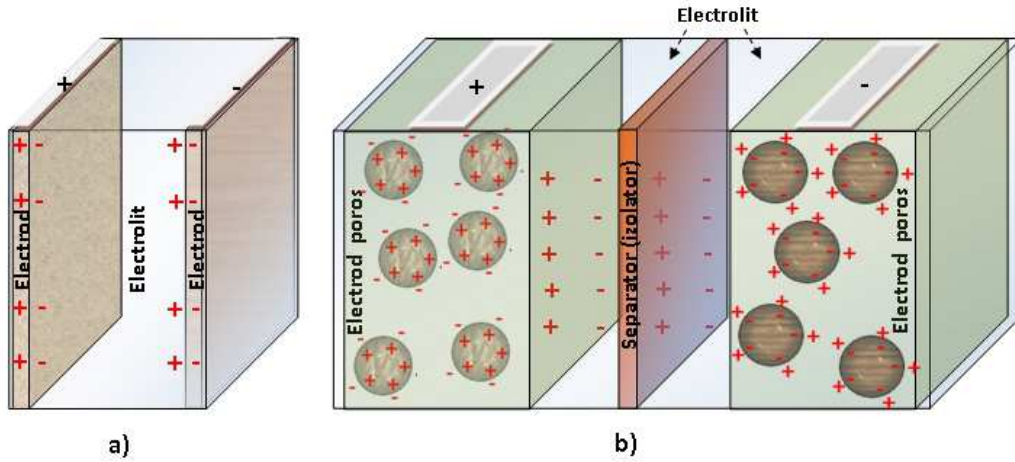 Electrolit
+
-
Electrod
Electrolit
Electrod
+
-
Electrod poros
Separator (izolator)
Electrod poros
a)
b)